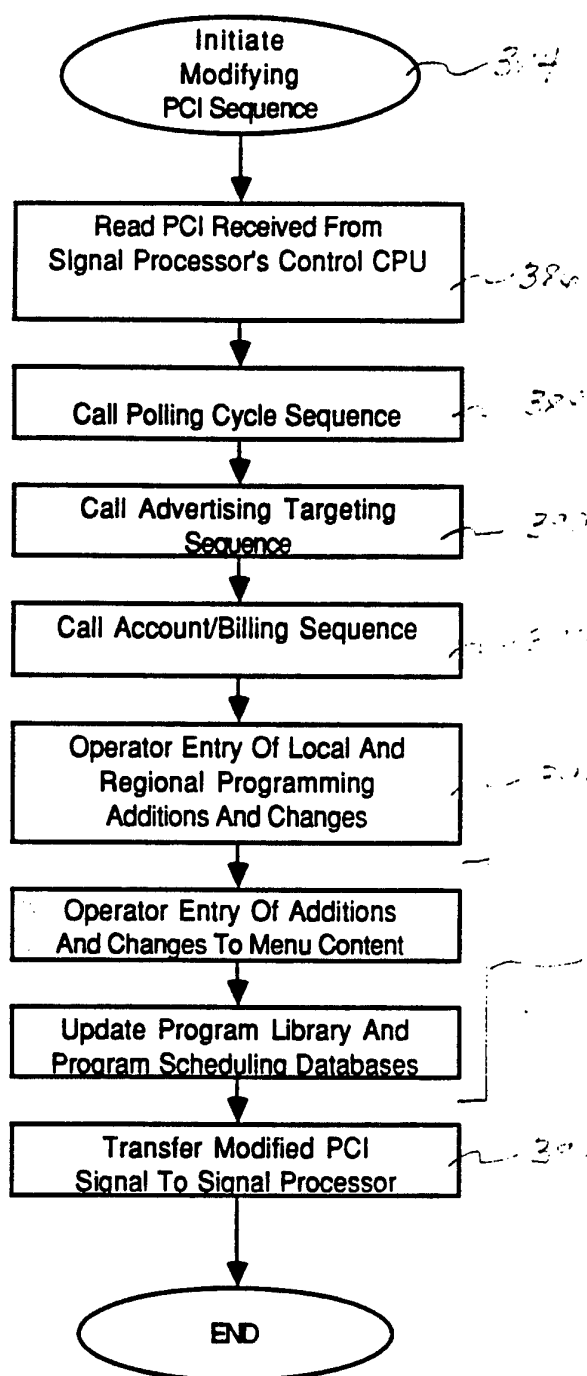 Initiate
Modifying
PCI Sequence
Read PCI Received From
Signal Processor's Control CPU
Call Polling Cycle Sequence
Call Advertising Targeting
Sequence
Call Account/Billing Sequence
Operator Entry Of Local And
Regional Programming
Additions And Changes
Operator Entry Of Additions
And Changes To Menu Content
Update Program Library And
Program Scheduling Databases
Transfer Modified PCI
Signal To Signal Processor
END